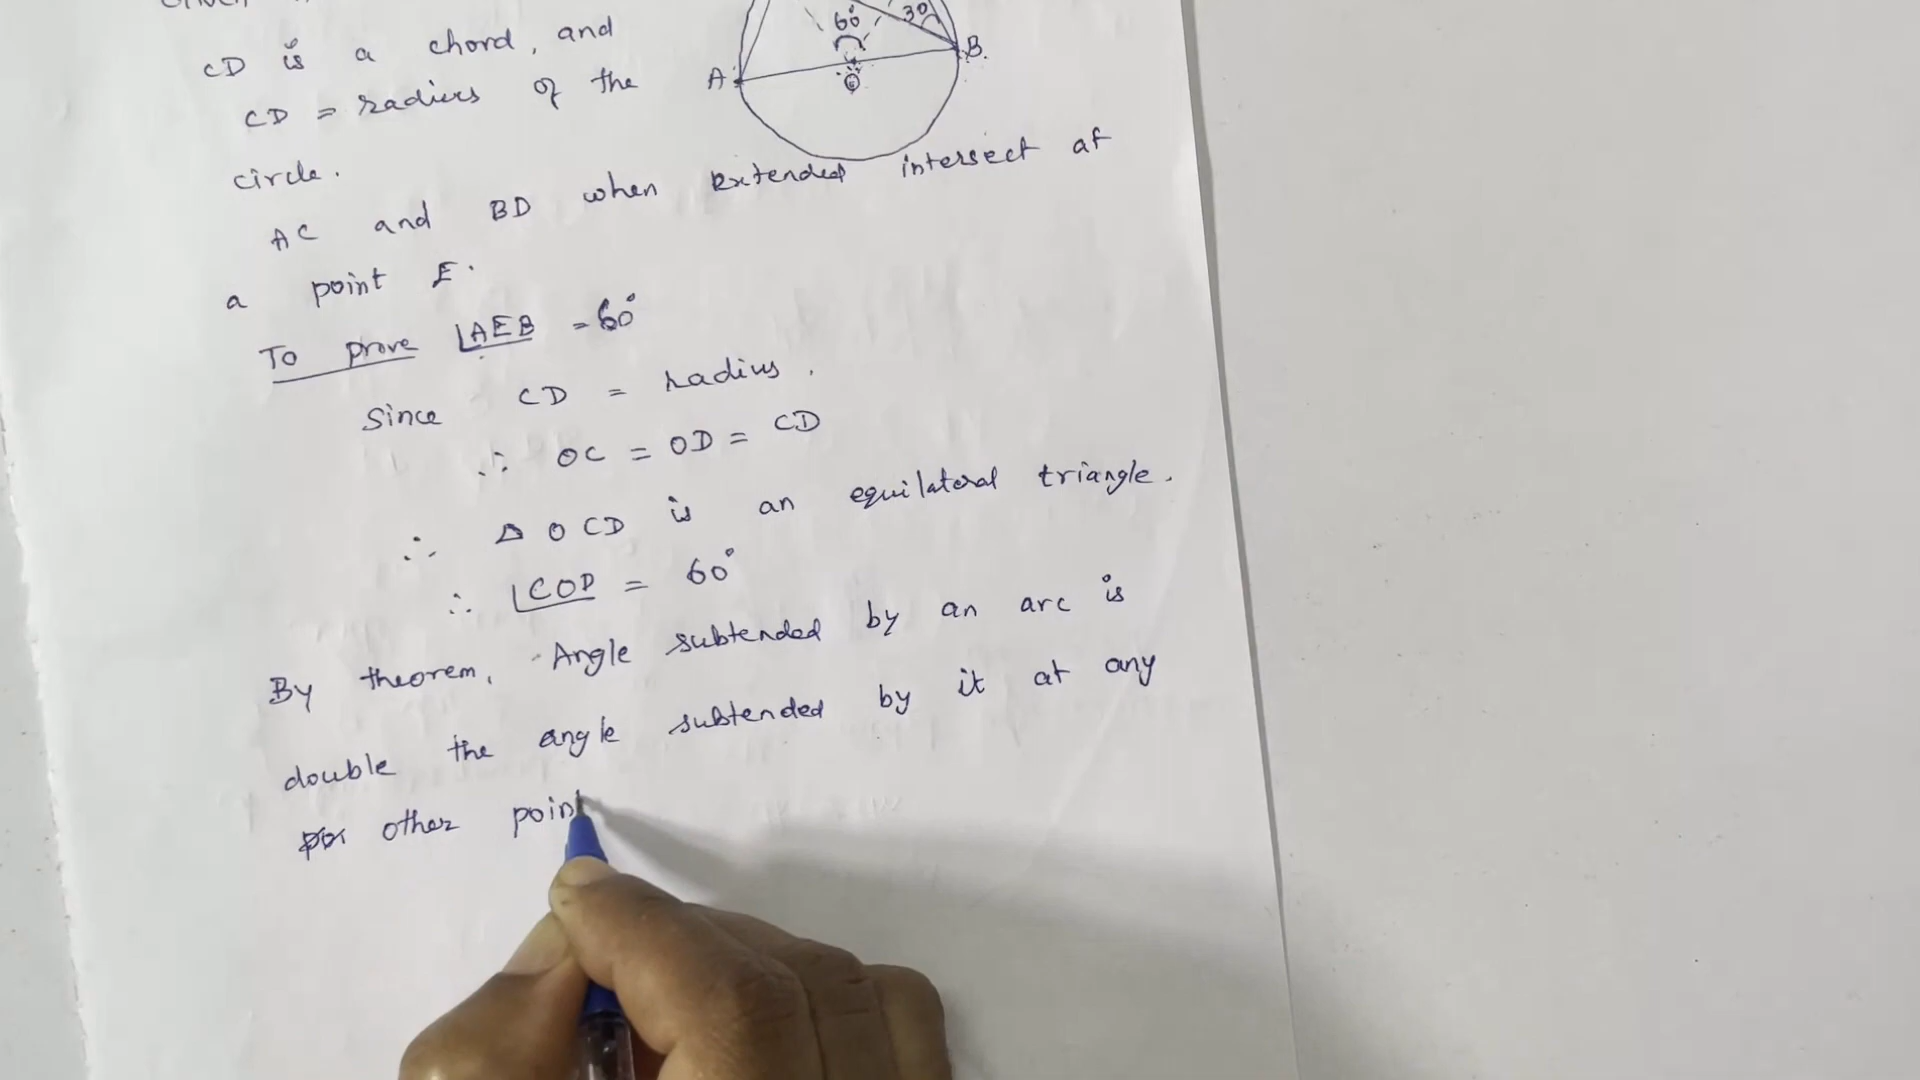 CD is a chord, and
CD = radius of the
circle.
AC and BD when extended intersect at
a point E.
To prove ∠AEB = 60°
Since CD = radius.
∴ OC = OD = CD
∴ △ OCD is an equilateral triangle.
∴ ∠COD = 60°
By theorem, Angle subtended by an arc is
double the angle subtended by it at any
other point
60°
30
A
B
O